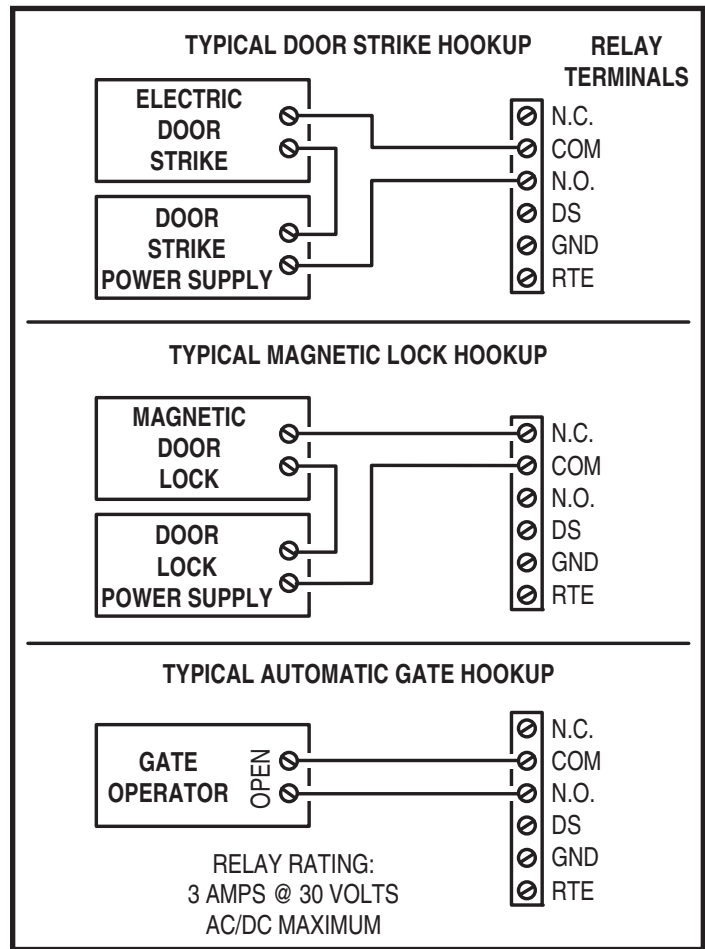 TYPICAL DOOR STRIKE HOOKUP
RELAY
TERMINALS
ELECTRIC
DOOR
STRIKE
DOOR
STRIKE
POWER SUPPLY
N.C.
COM
N.O.
DS
GND
RTE
TYPICAL MAGNETIC LOCK HOOKUP
MAGNETIC
DOOR
LOCK
DOOR
LOCK
POWER SUPPLY
N.C.
COM
N.O.
DS
GND
RTE
TYPICAL AUTOMATIC GATE HOOKUP
GATE
OPERATOR
OPEN
N.C.
COM
N.O.
DS
GND
RTE
RELAY RATING:
3 AMPS @ 30 VOLTS
AC/DC MAXIMUM